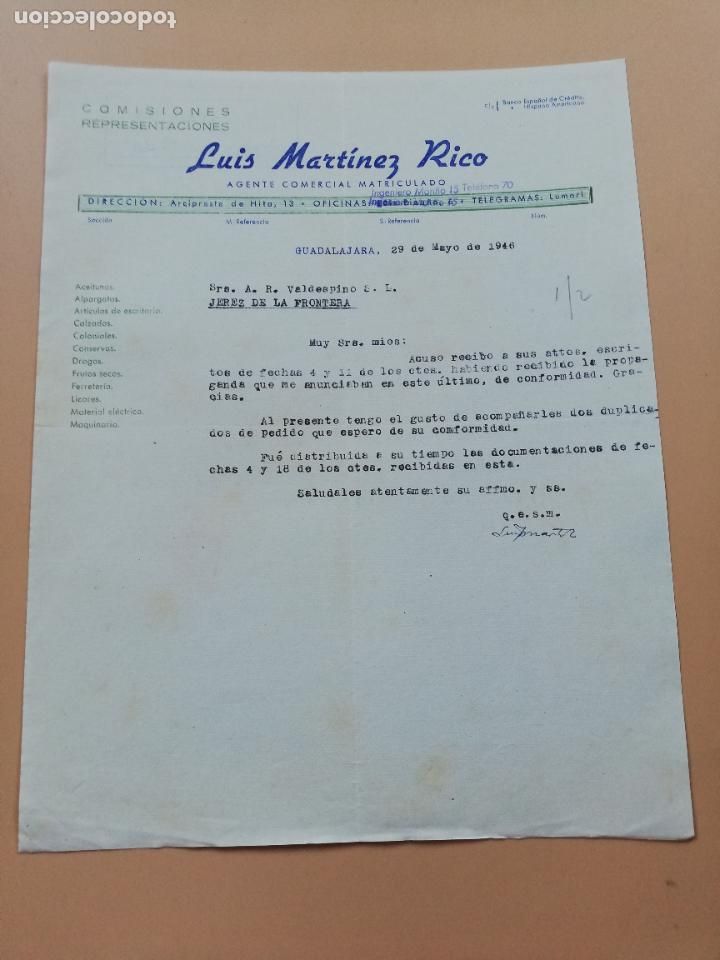 todocoleccion
COMISIONES
REPRESENTACIONES
C/c Banco Español de Crédito.
" Hispano Americano
Luis Martínez Rico
AGENTE COMERCIAL MATRICULADO
Ingeniero Mariño 15 Teléfono 70
DIRECCION: Arcipreste de Hita, 13 • OFICINAS: • TELEGRAMAS: Lumari
Sección M/Referencia S/Referencia Núm.
GUADALAJARA, 29 de Mayo de 1946
Aceitunas.
Alpargatas.
Artículos de escritorio.
Calzados.
Coloniales.
Conservas.
Drogas.
Frutos secos.
Ferretería.
Licores.
Material eléctrico.
Maquinaria.
Srs. A. R. Valdespino S. L.
JEREZ DE LA FRONTERA
1/2
Muy Srs. mios:
Acuso recibo a sus attos. escri-
tos de fechas 4 y 11 de los ctes. habiendo recibido la propa-
ganda que me anunciaban en este último, de conformidad. Gra-
cias.
Al presente tengo el gusto de acompañarles dos duplica-
dos de pedido que espero de su comformidad.
Fué distribuida a su tiempo las documentaciones de fe-
chas 4 y 18 de los ctes. recibidas en esta.
Saludales atentamente su affmo. y ss.
q.e.s.m.